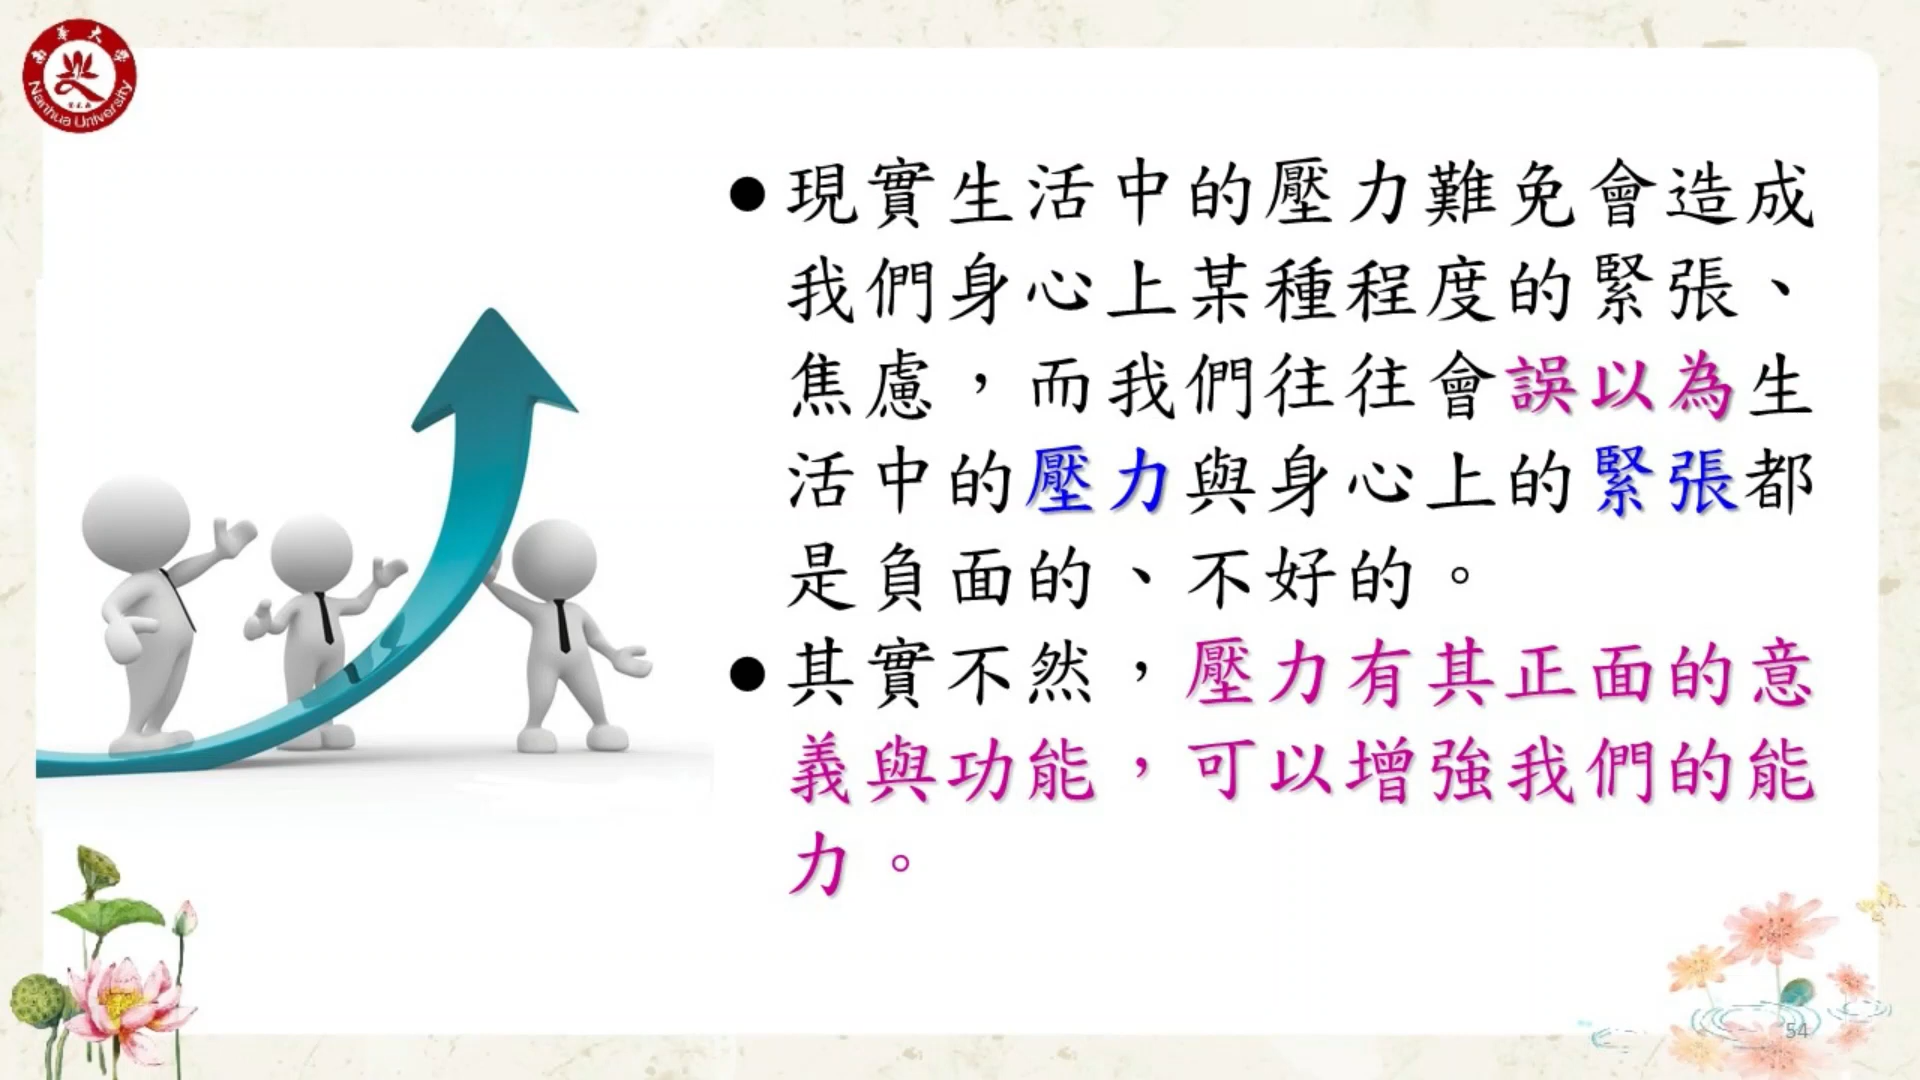 南華大學
Nanhua University
●現實生活中的壓力難免會造成
我們身心上某種程度的緊張、
焦慮，而我們往往會誤以為生
活中的壓力與身心上的緊張都
是負面的、不好的。
●其實不然，壓力有其正面的意
義與功能，可以增強我們的能
力。
54